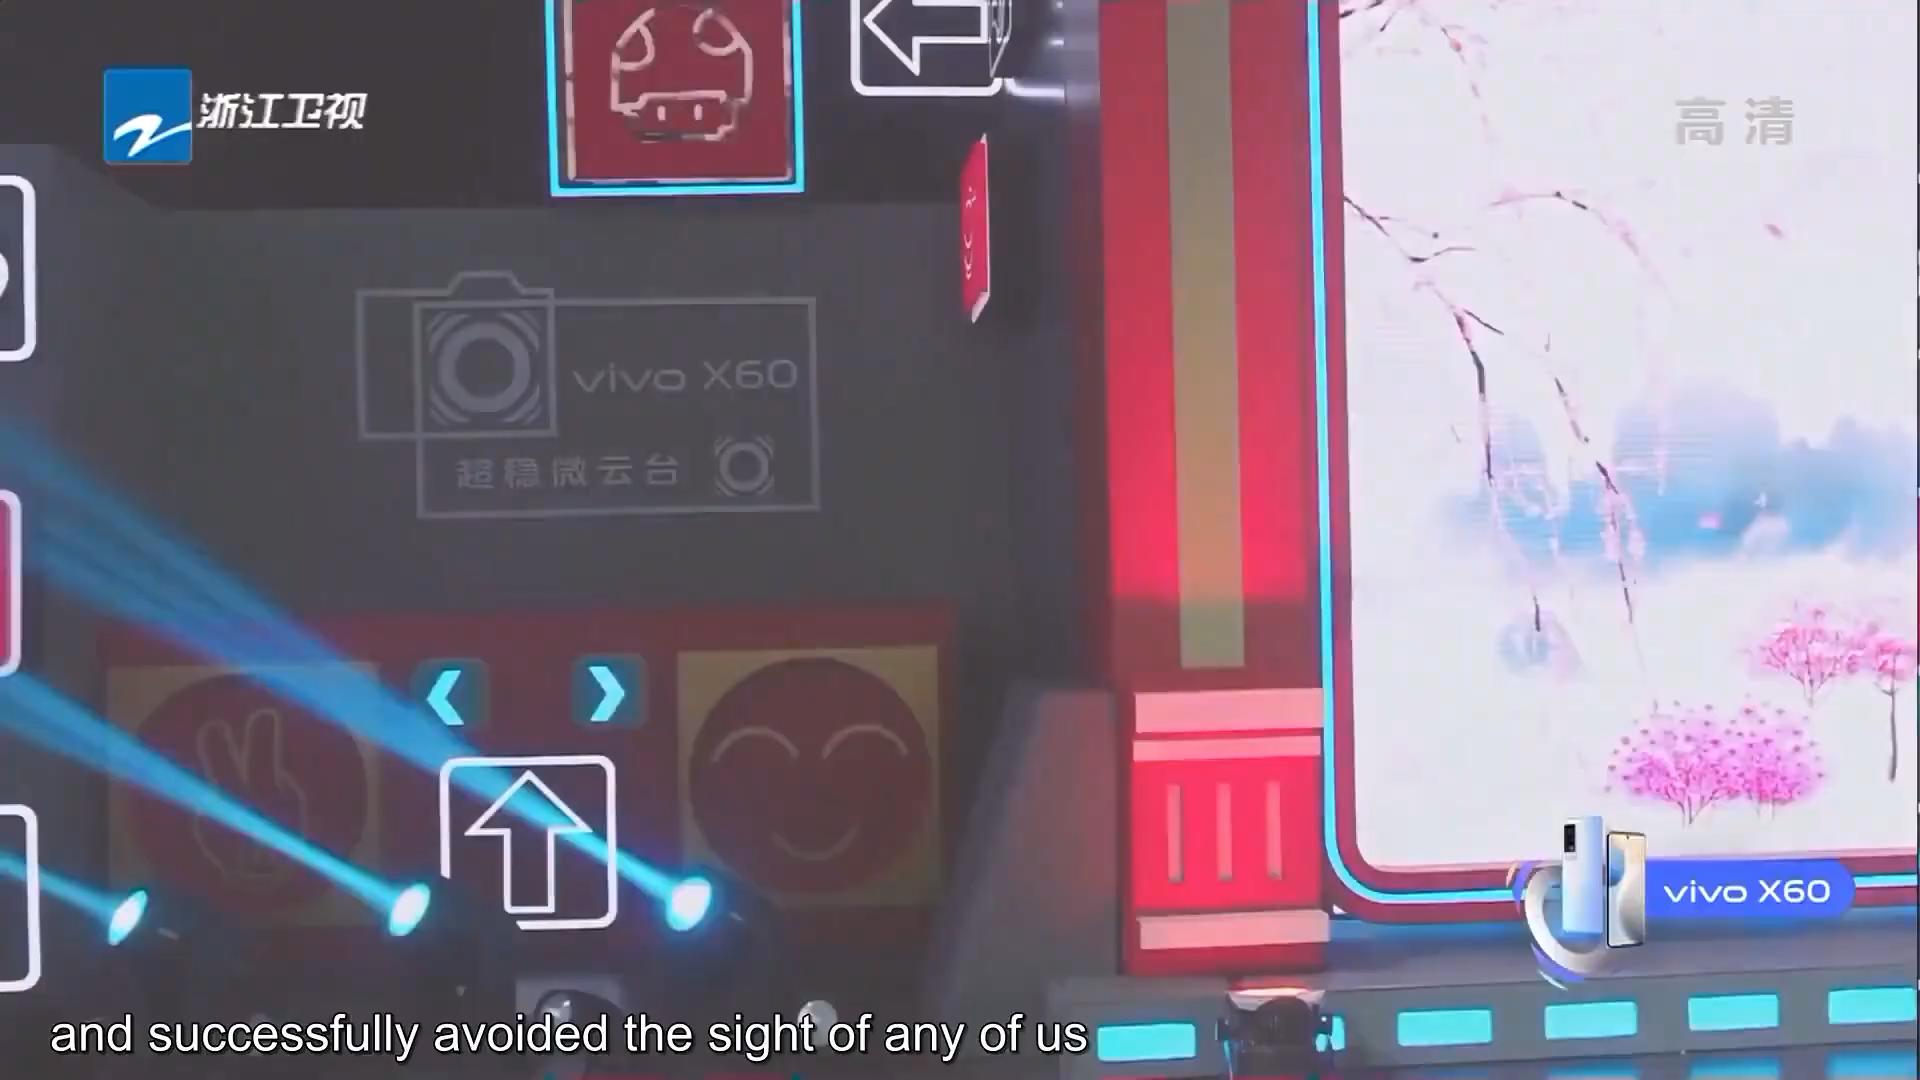 浙江卫视
高清
vivo X60
超稳微云台
vivo X60
and successfully avoided the sight of any of us